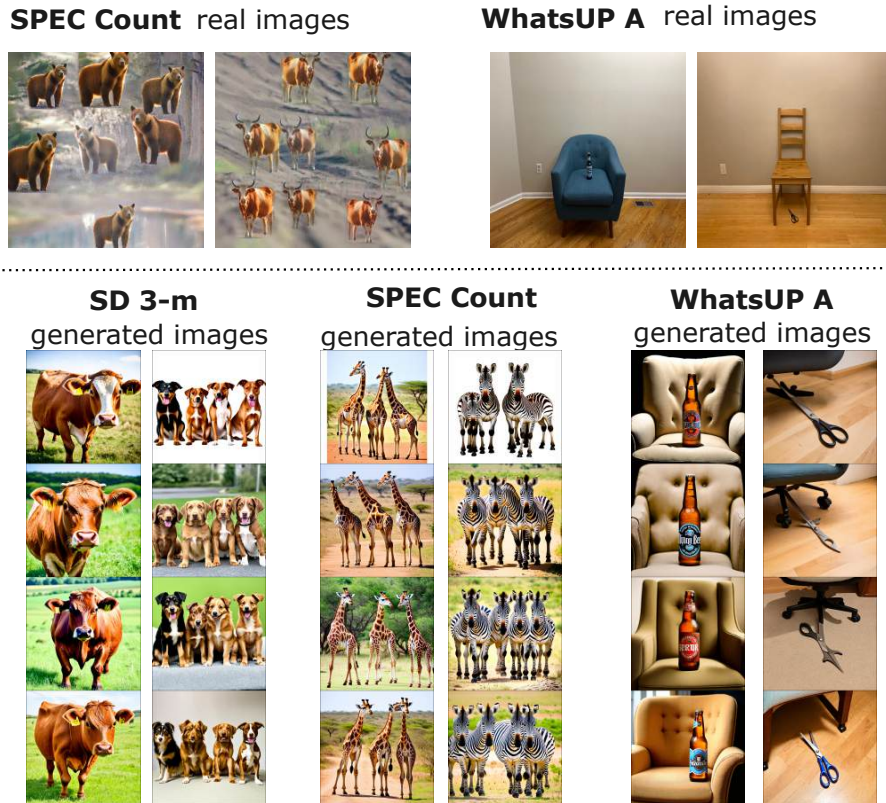 SPEC Count real images
WhatsUP A real images
SD 3-m
generated images
SPEC Count
generated images
WhatsUP A
generated images